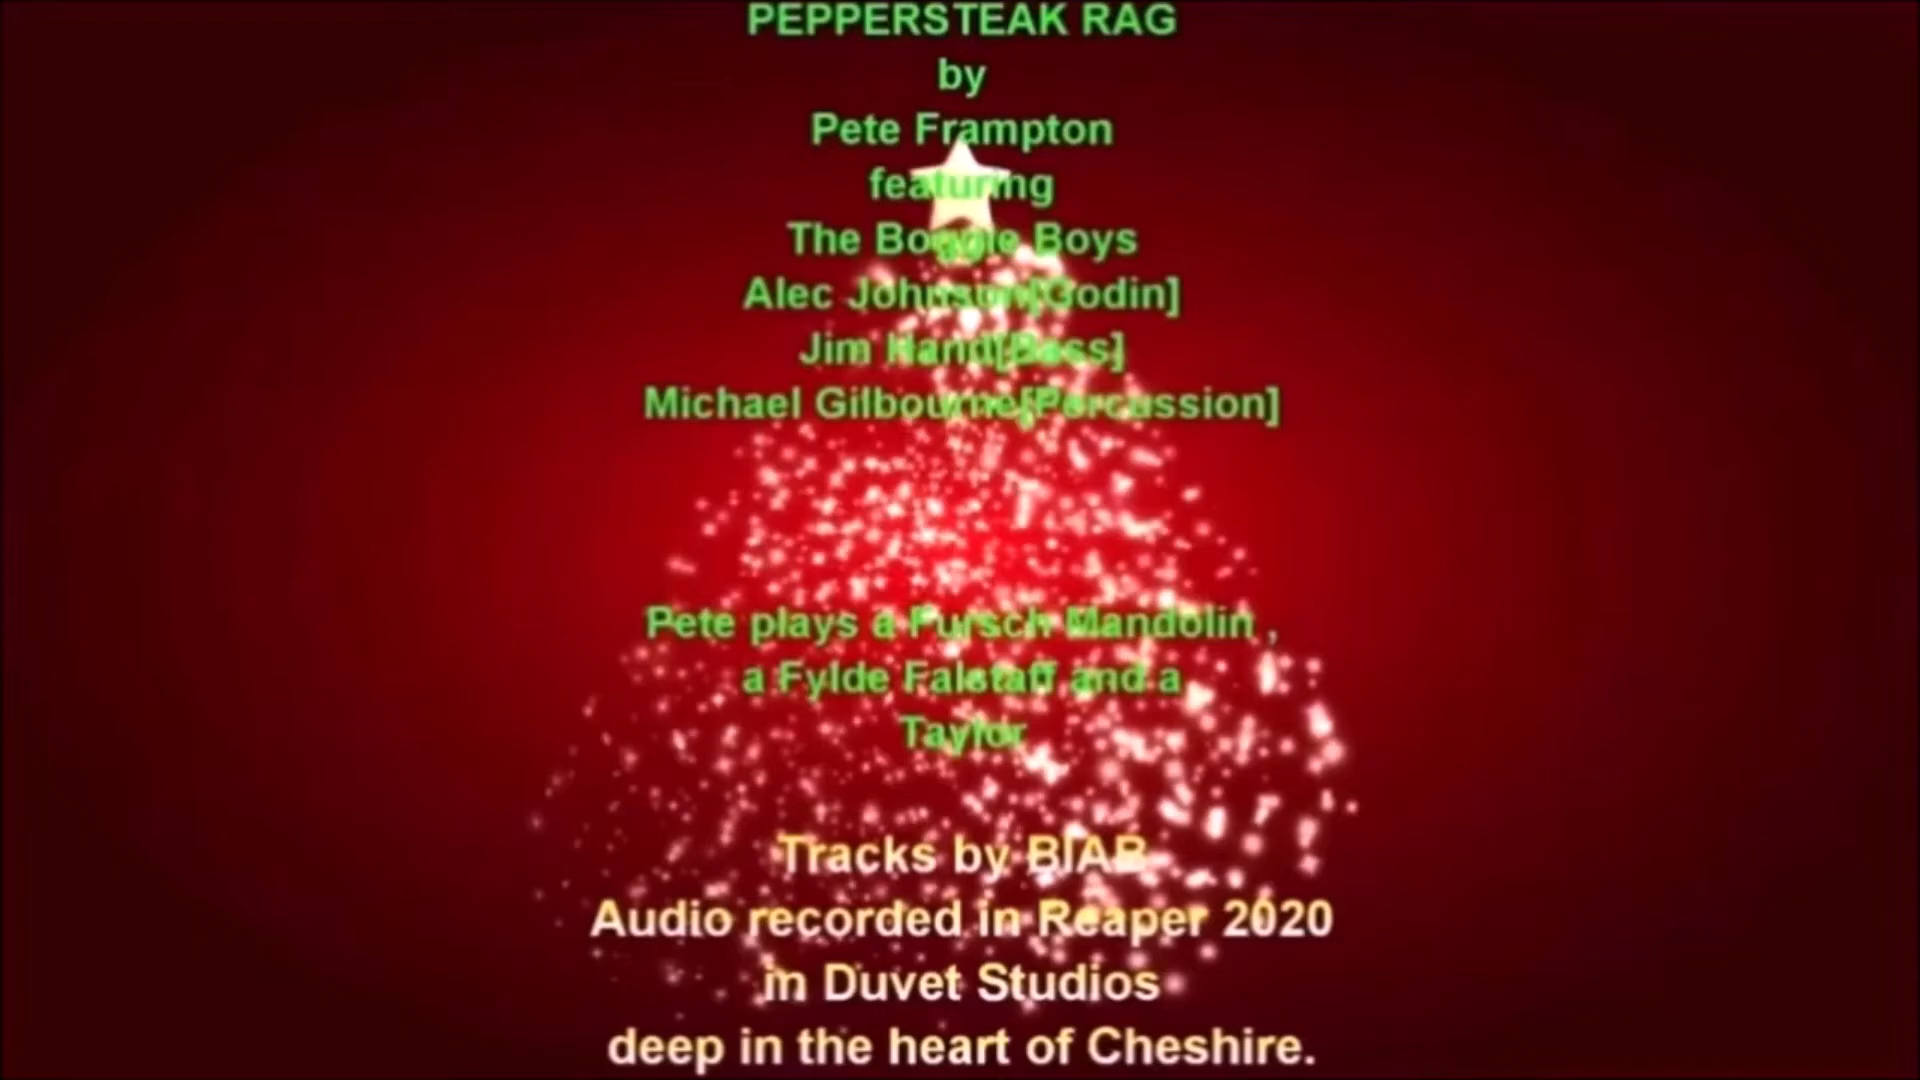 PEPPERSTEAK RAG
by
Pete Frampton
featuring
The Boggie Boys
Alec Johnson[Godin]
Jim Hand[Bass]
Michael Gilbourne[Percussion]
Pete plays a Fursch Mandolin ,
a Fylde Falstaff and a
Taylor
Tracks by BIAB
Audio recorded in Reaper 2020
in Duvet Studios
deep in the heart of Cheshire.